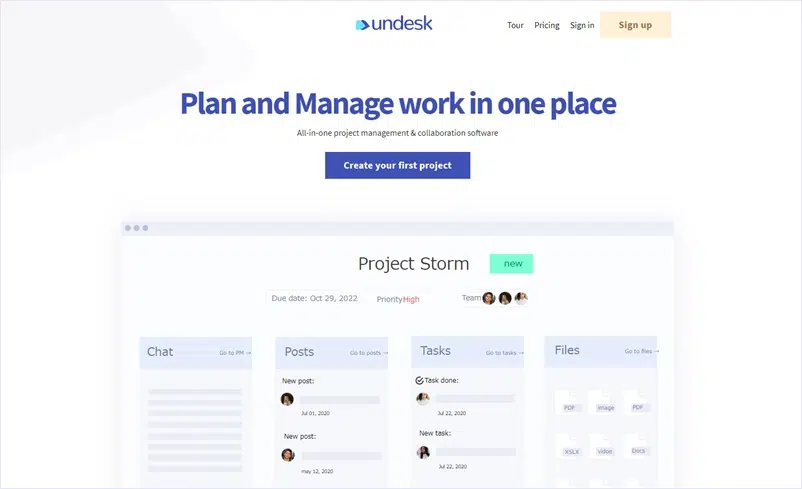 undesk
Tour Pricing Sign in Sign up
Plan and Manage work in one place
All-in-one project management & collaboration software
Create your first project
Project Storm new
Due date: Oct 29, 2022 Priority High Team
Chat Go to PM →
Posts Go to posts →
New post:
Jul 01, 2020
New post:
may 12, 2020
Tasks Go to tasks →
Task done:
Jul 22, 2020
New task:
Jul 22, 2020
Files Go to files →
PDF Image PDF
XSLX Vidoe Docs